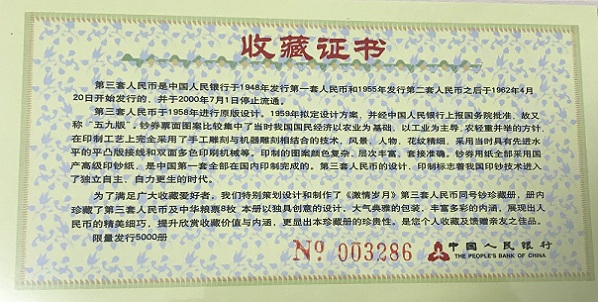 收藏证书
第三套人民币是中国人民银行于1948年发行第一套人民币和1955年发行第二套人民币之后于1962年4月
20日开始发行的、并于2000年7月1日停止流通。
第三套人民币于1958年进行原版设计，1959年拟定设计方案，并经中国人民银行上报国务院批准，故又
称“五九版”，钞券票面图案比较集中了当时我国国民经济以农业为基础，以工业为主导，农轻重并举的方针，
在印制工艺上完全采用了手工雕刻与机器雕刻相结合的技术，风景、人物、花纹精细，采用当时具有先进水
平的平凸版接线和双面多色印刷机械等，印制的图案颜色复杂，层次丰富，套接准确。钞券用纸全部采用国
产高级印钞纸，是中国第一套全部在国内印制完成的。第三套人民币的设计、印制标志着我国印钞技术进入
了独立自主、自力更生的时代。
为了满足广大收藏爱好者，我们特别策划设计和制作了《激情岁月》第三套人民币同号钞珍藏册，册内
珍藏了第三套人民币及中华粮票8枚 本册以独具创意的设计、大气典雅的包装，丰富多彩的内涵，展现出人
民币的精美细巧，提升欣赏收藏价值与内涵，更显出本珍藏册的珍贵性，是您个人收藏及馈赠亲友之佳品。
限量发行5000册
№ 003286
中国人民银行
THE PEOPLE'S BANK OF CHINA